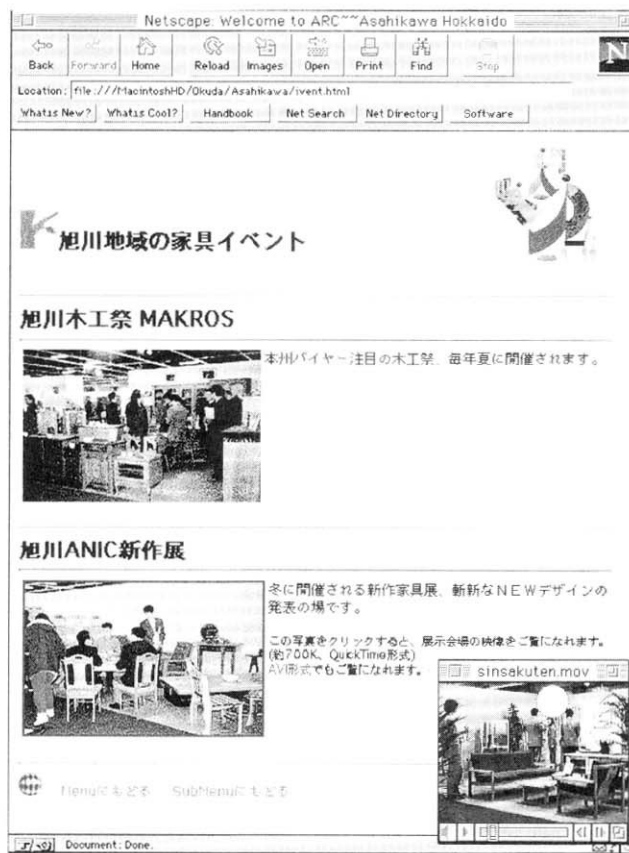 Netscape: Welcome to ARC~~Asahikawa Hokkaido
Back Forward Home Reload Images Open Print Find Stop
N
Location: file:///MacintoshHD/Okuda/Asahikawa/ivent.html
What's New? What's Cool? Handbook Net Search Net Directory Software
旭川地域の家具イベント
旭川木工祭 MAKROS
本州バイヤー注目の木工祭、毎年夏に開催されます。
旭川ANIC新作展
冬に開催される新作家具展、斬新なNEWデザインの
発表の場です。
この写真をクリックすると、展示会場の映像をご覧になれます。
(約700K、QuickTime形式)
AVI形式でもご覧になれます。
sinsakuten.mov
Menuにもどる SubMenuにもどる
Document: Done.